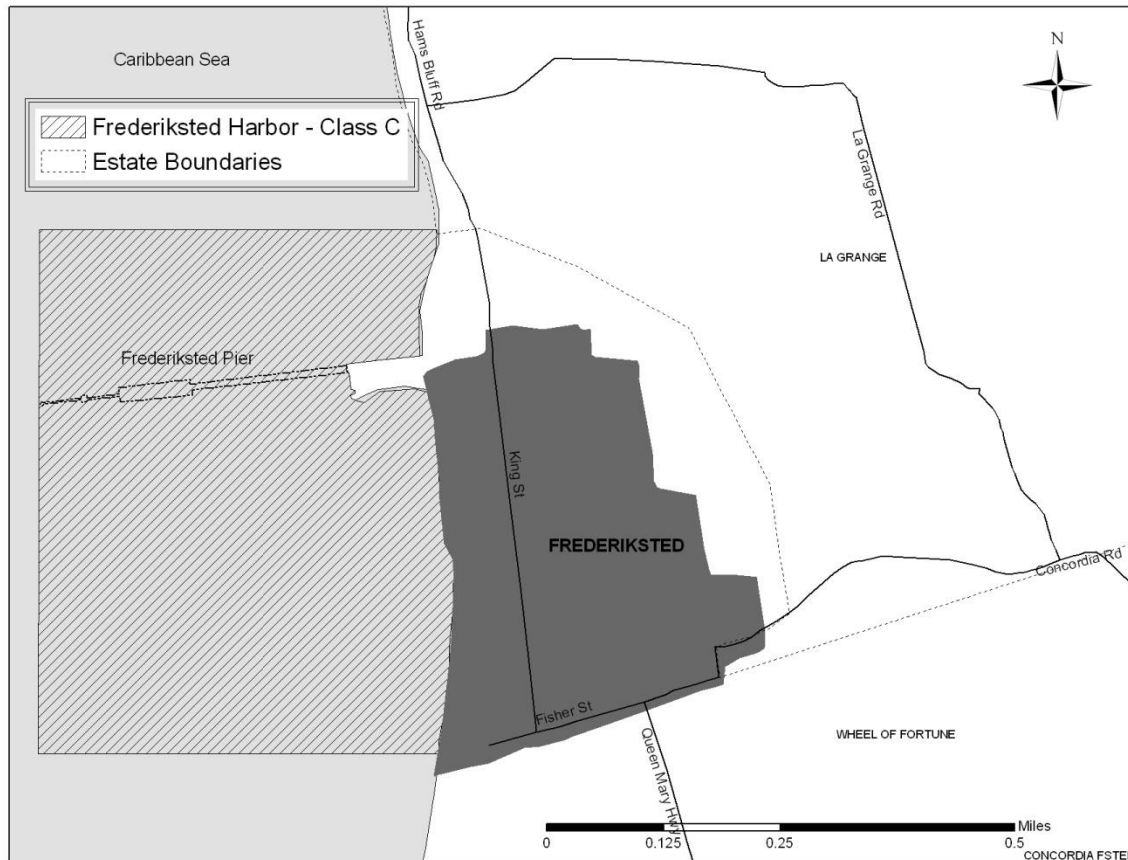 Caribbean Sea
Hams Bluff Rd
N
Frederiksted Harbor - Class C
Estate Boundaries
La Grange Rd
LA GRANGE
Frederiksted Pier
King St
FREDERIKSTED
Concordia Rd
Fisher St
Queen Mary Hwy
WHEEL OF FORTUNE
Miles
0 0.125 0.25 0.5
CONCORDIA FSTED